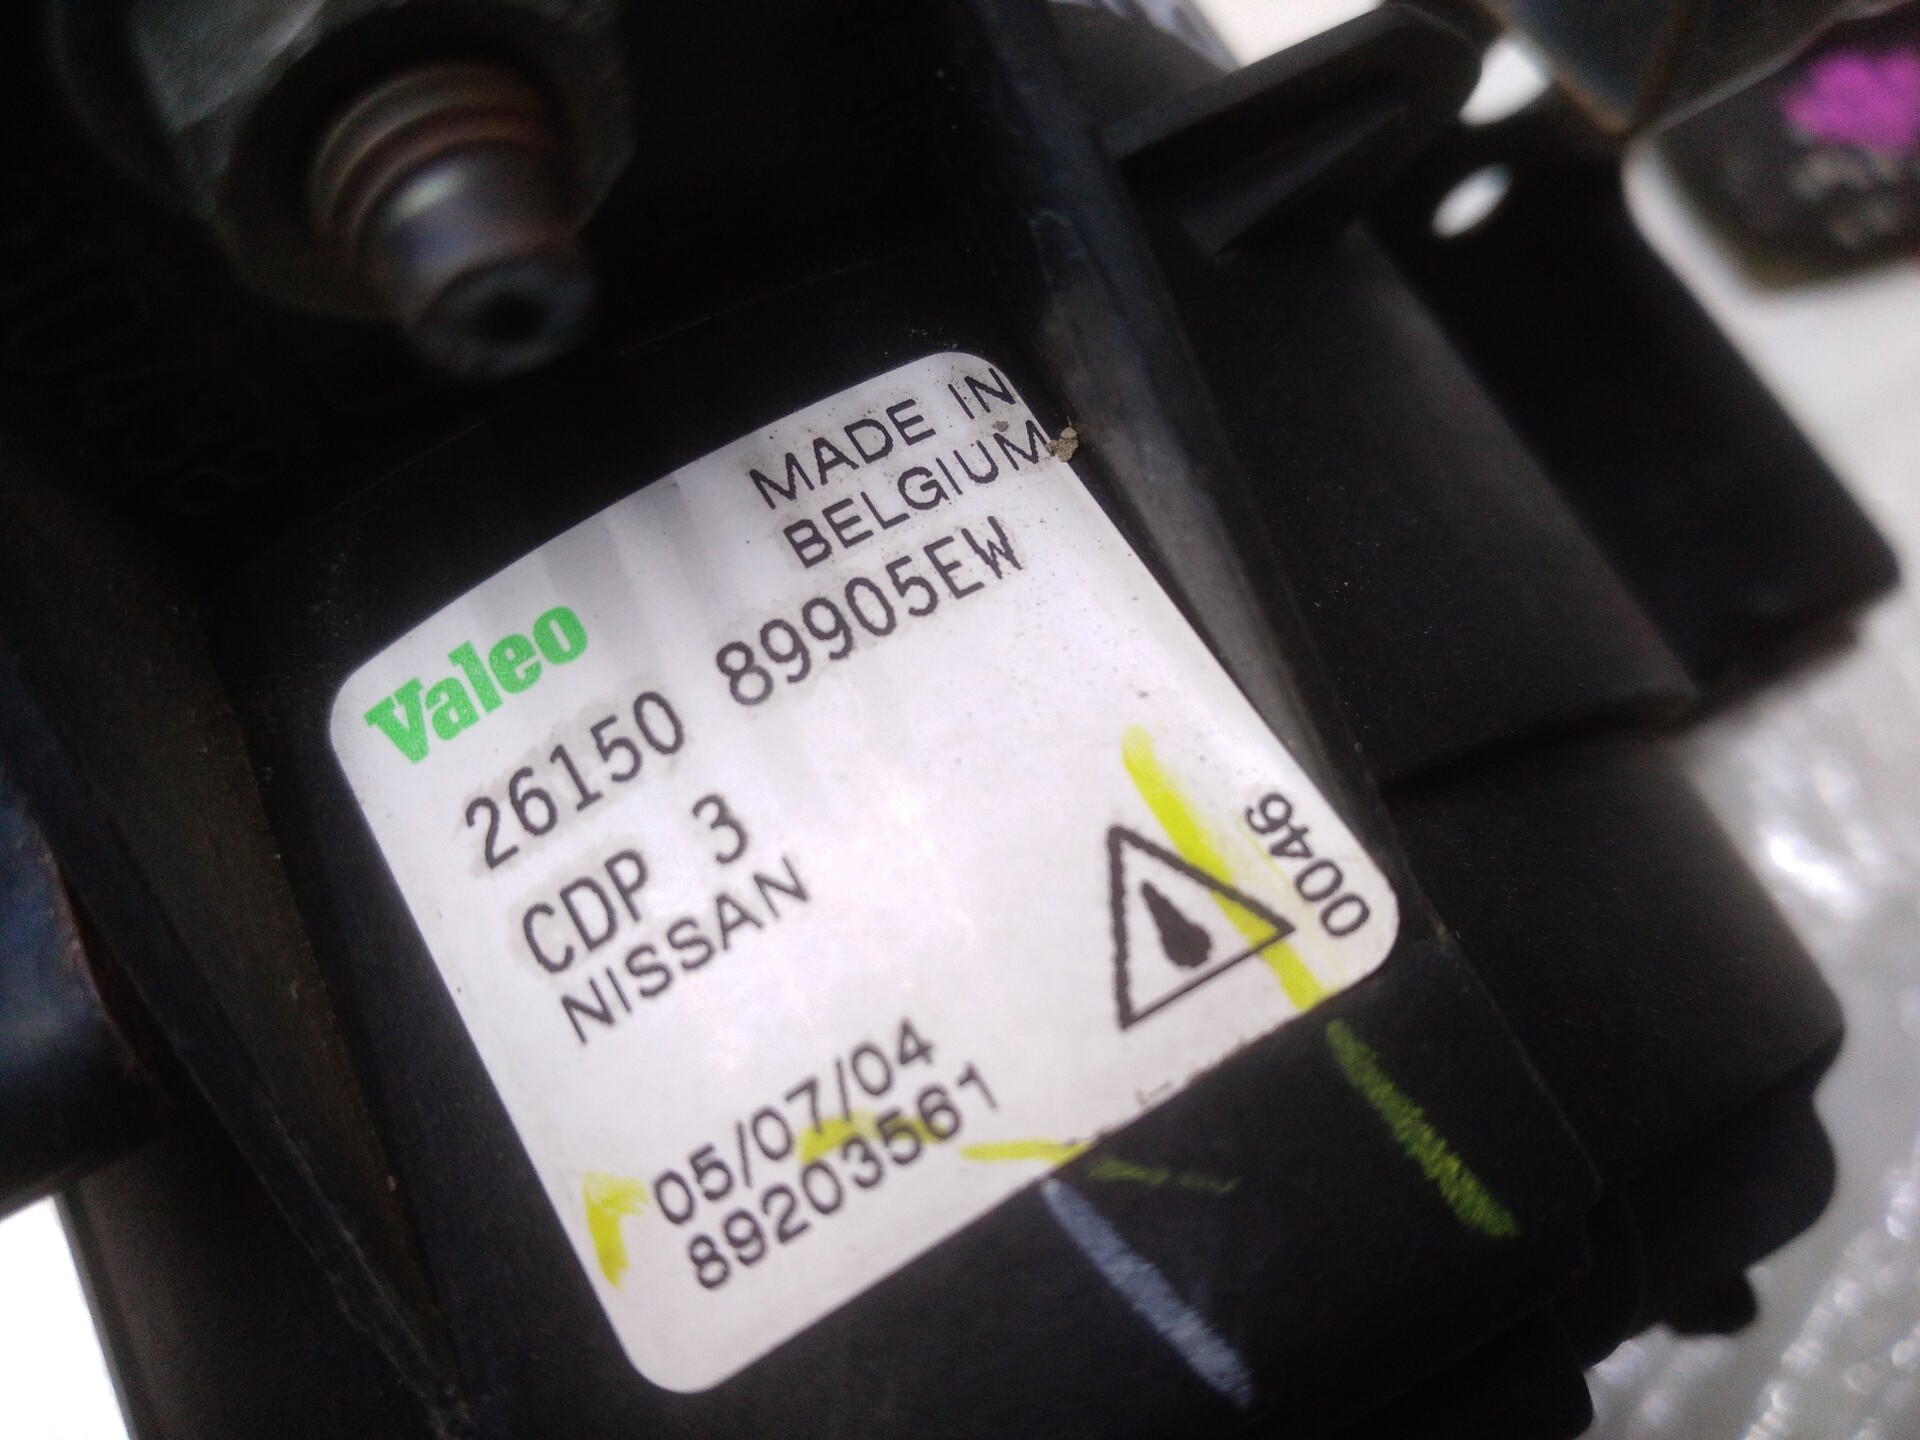 MADE IN
BELGIUM
Valeo
26150 89905EW
CDP 3
NISSAN
0046
05/07/04
89203561